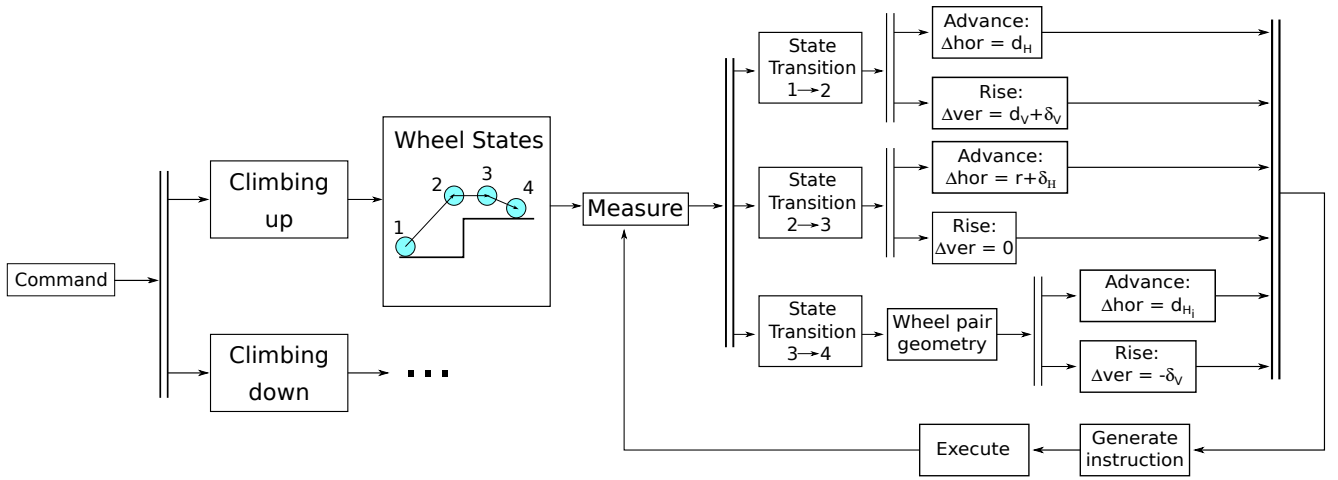 Command
Climbing
up
Climbing
down
Wheel States
1
2
3
4
Measure
State
Transition
1→2
State
Transition
2→3
State
Transition
3→4
Wheel pair
geometry
Advance:
Δhor = d_H
Rise:
Δver = d_V+δ_V
Advance:
Δhor = r+δ_H
Rise:
Δver = 0
Advance:
Δhor = d_{H_i}
Rise:
Δver = -δ_V
Generate
instruction
Execute